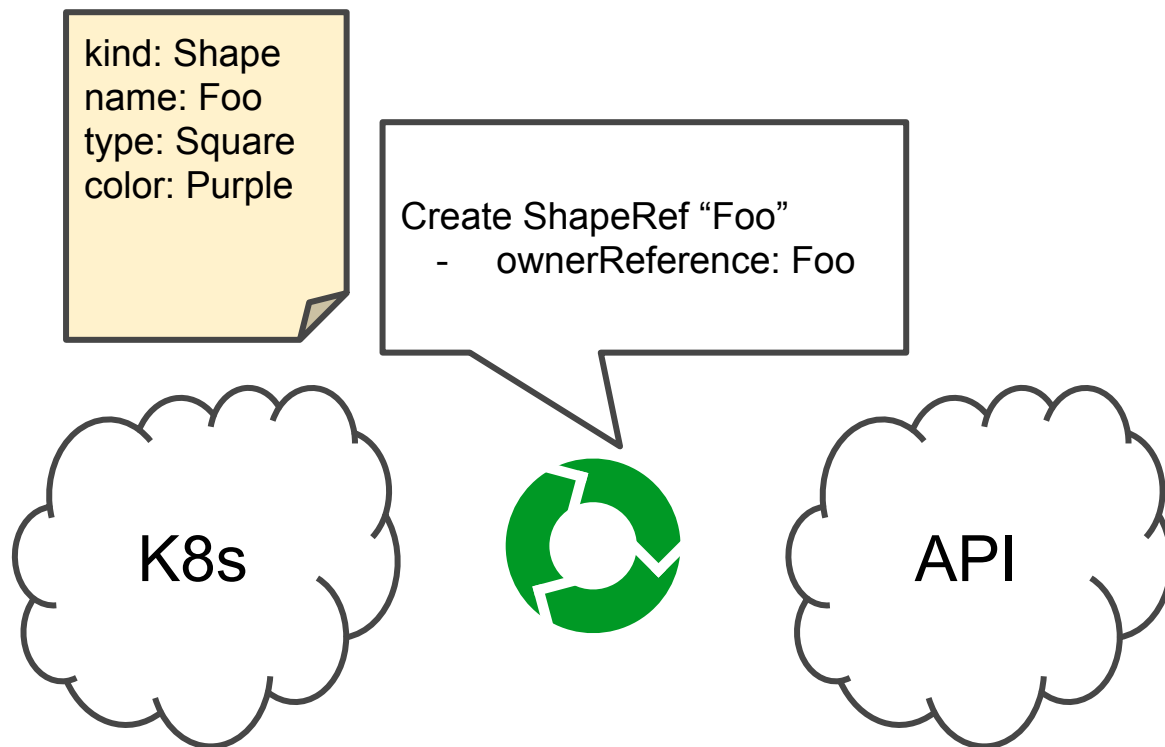 kind: Shape
name: Foo
type: Square
color: Purple
Create ShapeRef “Foo”
- ownerReference: Foo
K8s
API